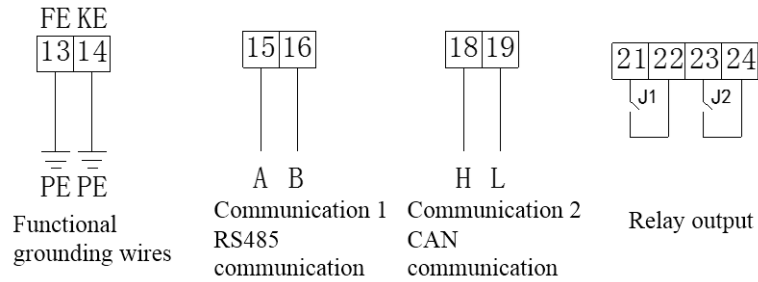 FE KE
13 14
PE PE
Functional
grounding wires
15 16
A B
Communication 1
RS485
communication
18 19
H L
Communication 2
CAN
communication
21 22 23 24
J1 J2
Relay output